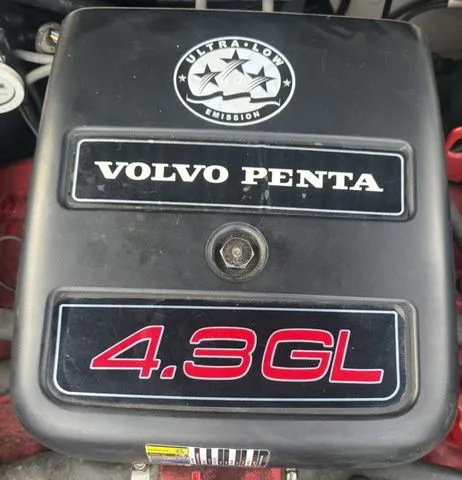 ULTRA·LOW
EMISSION
VOLVO PENTA
4.3GL